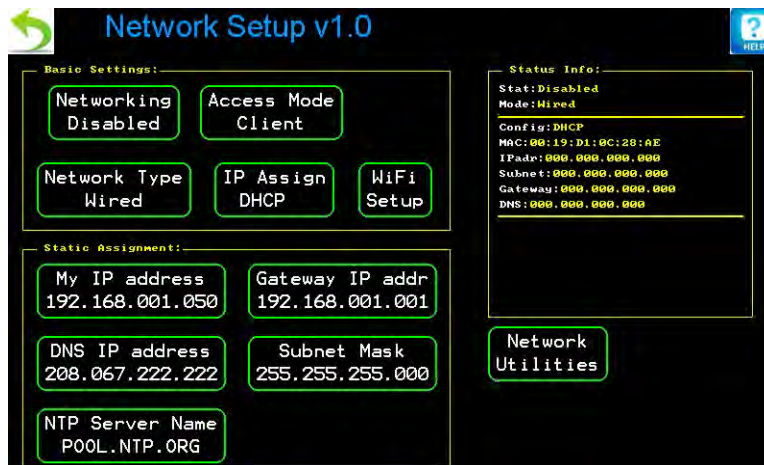 Network Setup v1.0
?
HELP
Basic Settings:
Networking
Disabled
Access Mode
Client
Network Type
Wired
IP Assign
DHCP
WiFi
Setup
Static Assignment:
My IP address
192.168.001.050
Gateway IP addr
192.168.001.001
DNS IP address
208.067.222.222
Subnet Mask
255.255.255.000
NTP Server Name
POOL.NTP.ORG
Status Info:
Stat:Disabled
Mode:Wired
Config:DHCP
MAC:00:19:D1:0C:28:AE
IPadr:000.000.000.000
Subnet:000.000.000.000
Gateway:000.000.000.000
DNS:000.000.000.000
Network
Utilities